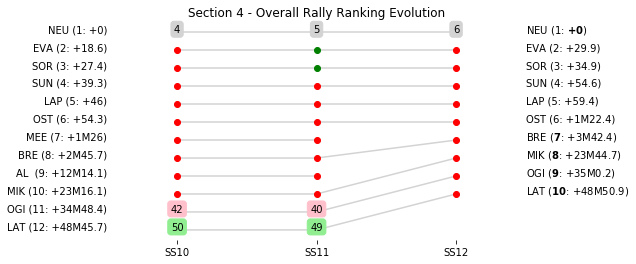 Section 4 - Overall Rally Ranking Evolution
NEU (1: +0) 4 5 6 NEU (1: +0)
EVA (2: +18.6) EVA (2: +29.9)
SOR (3: +27.4) SOR (3: +34.9)
SUN (4: +39.3) SUN (4: +54.6)
LAP (5: +46) LAP (5: +59.4)
OST (6: +54.3) OST (6: +1M22.4)
MEE (7: +1M26) BRE (7: +3M42.4)
BRE (8: +2M45.7) MIK (8: +23M44.7)
AL (9: +12M14.1) OGI (9: +35M0.2)
MIK (10: +23M16.1) LAT (10: +48M50.9)
OGI (11: +34M48.4) 42 40
LAT (12: +48M45.7) 50 49
SS10 SS11 SS12